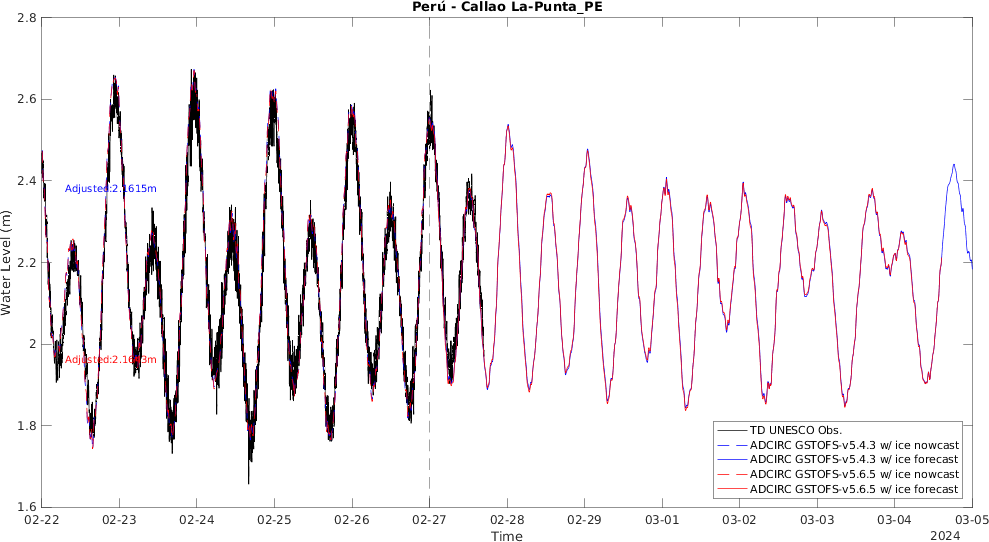 Perú - Callao La-Punta_PE
2.8
2.6
2.4
2.2
2
1.8
1.6
Water Level (m)
Adjusted:2.1615m
TD UNESCO Obs.
ADCIRC GSTOFS-v5.4.3 w/ ice nowcast
ADCIRC GSTOFS-v5.4.3 w/ ice forecast
ADCIRC GSTOFS-v5.6.5 w/ ice nowcast
ADCIRC GSTOFS-v5.6.5 w/ ice forecast
02-22 02-23 02-24 02-25 02-26 02-27 02-28 02-29 03-01 03-02 03-03 03-04 03-05
Time
2024